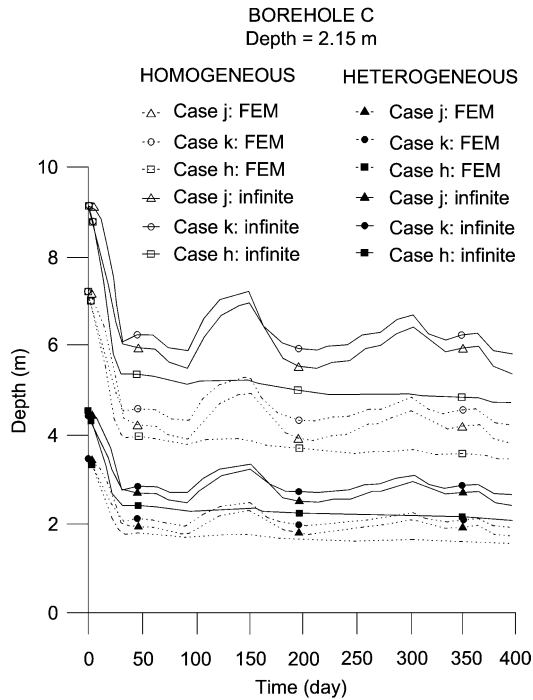 BOREHOLE C
Depth = 2.15 m
HOMOGENEOUS
Case j: FEM
Case k: FEM
Case h: FEM
Case j: infinite
Case k: infinite
Case h: infinite
HETEROGENEOUS
Case j: FEM
Case k: FEM
Case h: FEM
Case j: infinite
Case k: infinite
Case h: infinite
Depth (m)
10
8
6
4
2
0
0 50 100 150 200 250 300 350 400
Time (day)